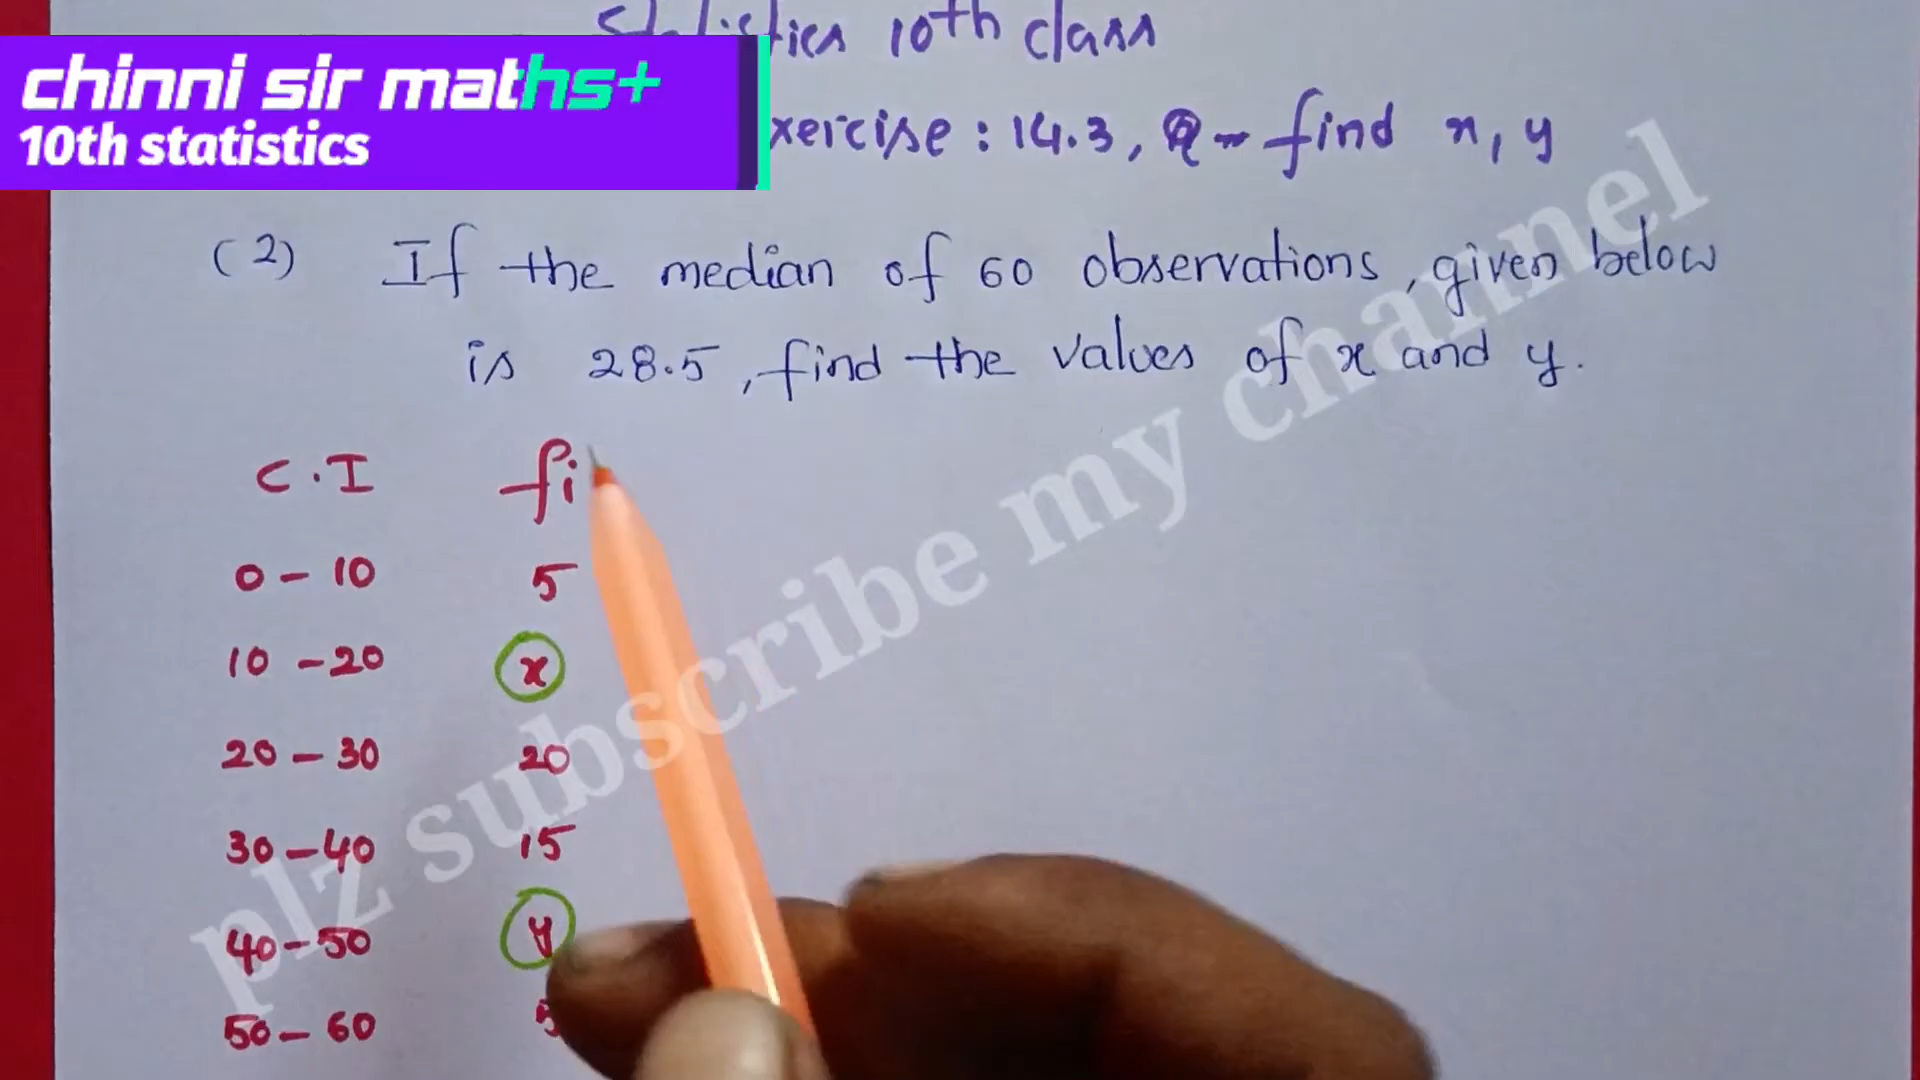 Statistics 10th class
chinni sir maths+
10th statistics
xercise : 14.3, Q - find x, y
(2) If the median of 60 observations, given below
is 28.5, find the values of x and y.
C.I fi
0 - 10 5
10 - 20 x
20 - 30 20
30 - 40 15
40 - 50 y
50 - 60 5
plz subscribe my channel